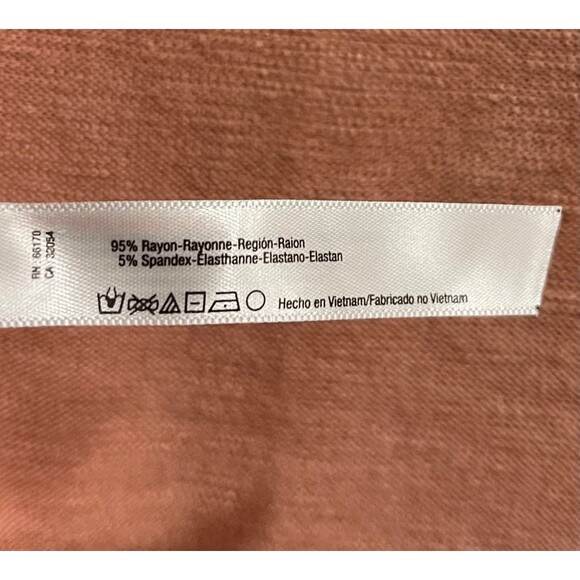 RN: 66170
CA: 32054
95% Rayon-Rayonne-Región-Raion
5% Spandex-Élasthanne-Elastano-Elastan
Hecho en Vietnam/Fabricado no Vietnam